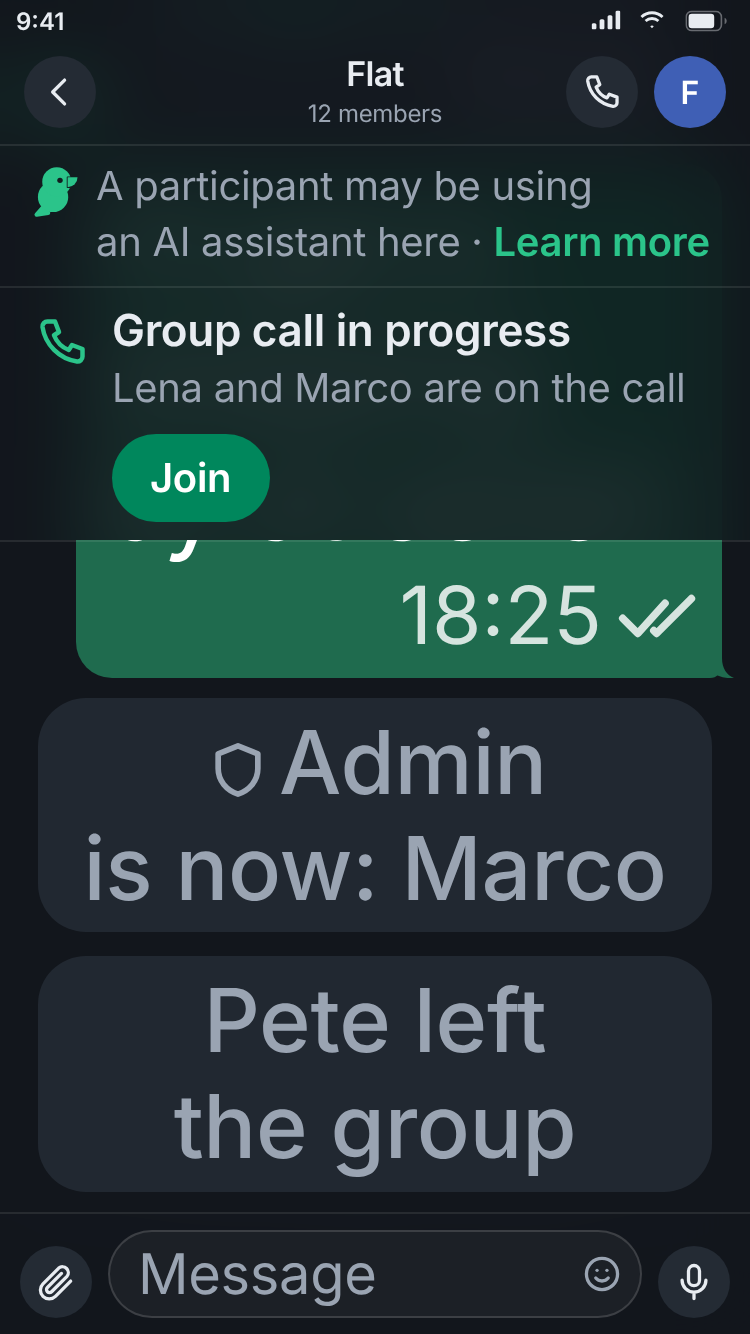 9:41
Flat
12 members
F
A participant may be using
an AI assistant here · Learn more
Group call in progress
Lena and Marco are on the call
Join
18:25
Admin
is now: Marco
Pete left
the group
Message